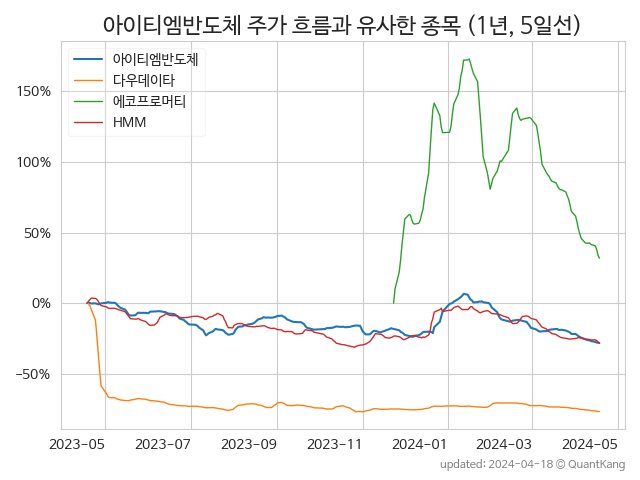 아이티엠반도체 주가 흐름과 유사한 종목 (1년, 5일선)
아이티엠반도체
다우데이타
에코프로머티
HMM
150%
100%
50%
0%
−50%
2023-05 2023-07 2023-09 2023-11 2024-01 2024-03 2024-05
updated: 2024-04-18 © QuantKang